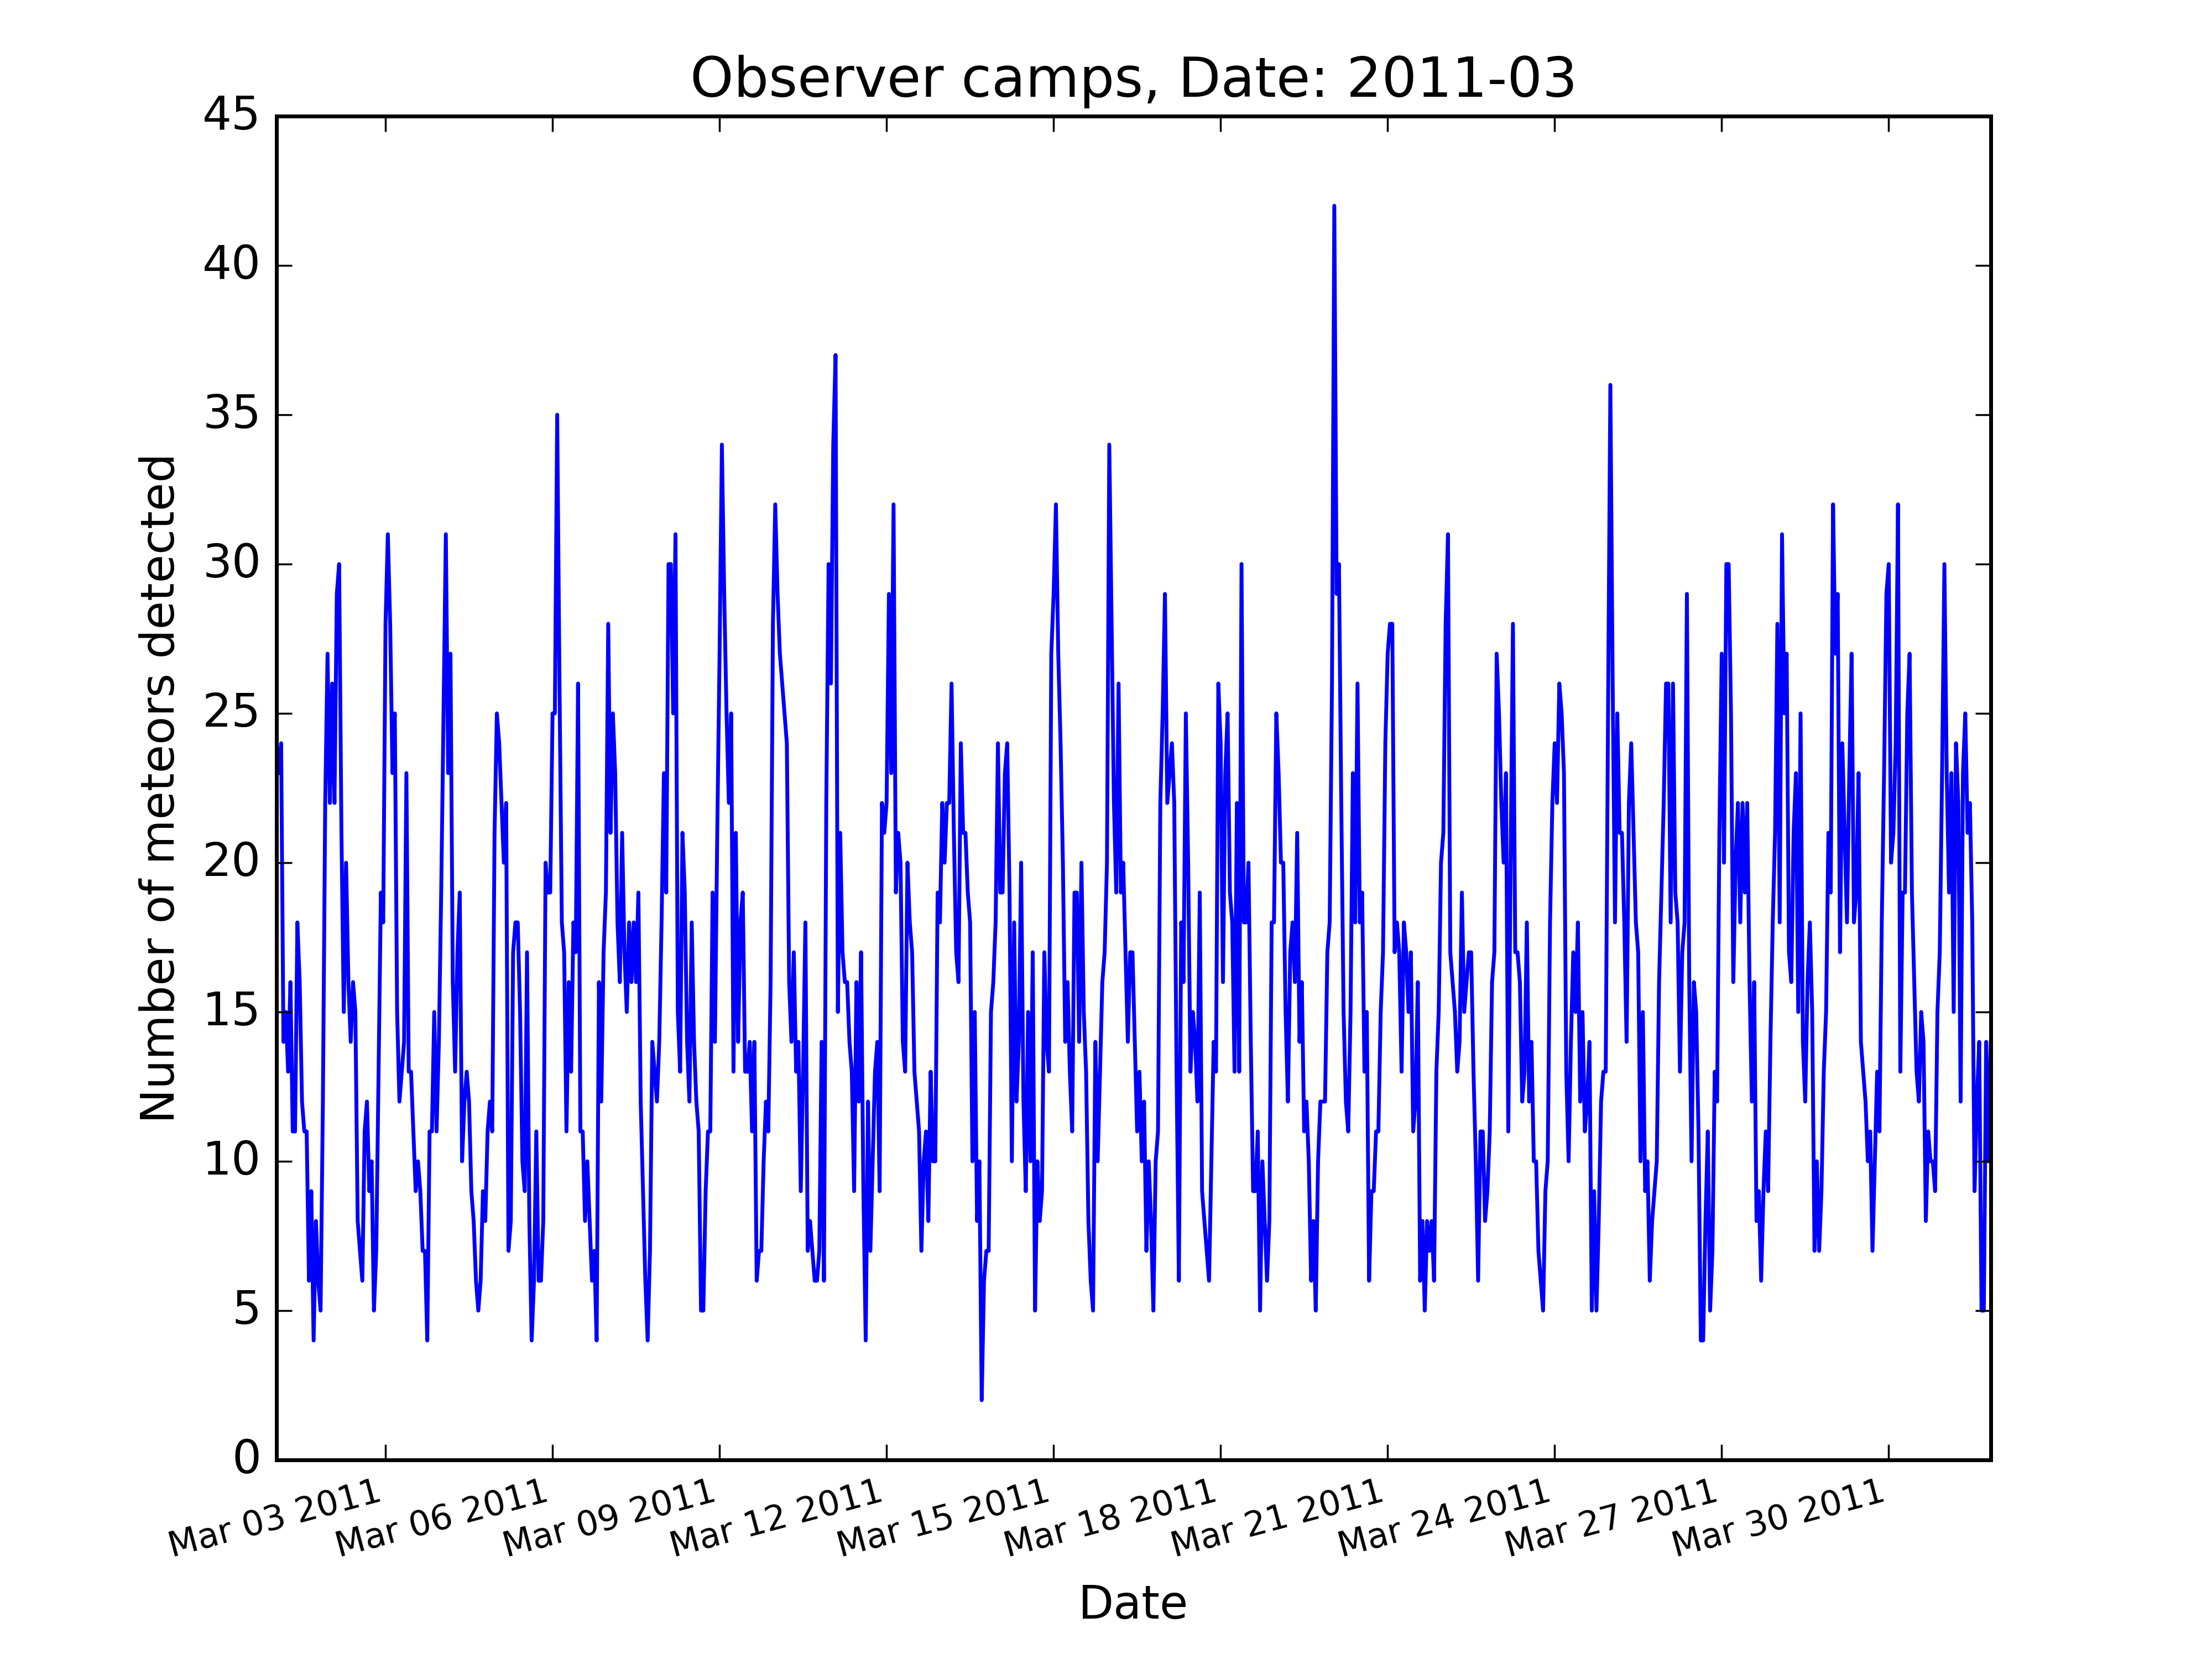 Observer camps, Date: 2011-03
45
40
35
30
25
20
15
10
5
0
Number of meteors detected
Mar 03 2011
Mar 06 2011
Mar 09 2011
Mar 12 2011
Mar 15 2011
Mar 18 2011
Mar 21 2011
Mar 24 2011
Mar 27 2011
Mar 30 2011
Date